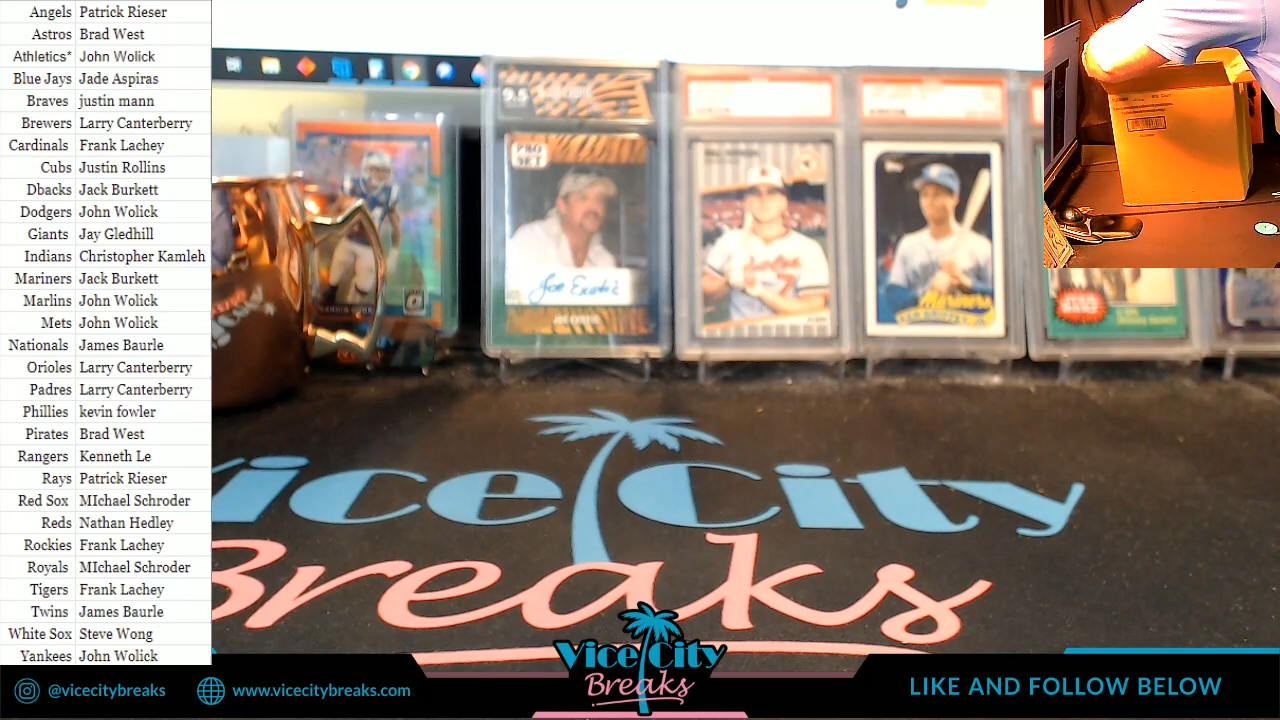 Angels Patrick Rieser
Astros Brad West
Athletics* John Wolick
Blue Jays Jade Aspiras
Braves justin mann
Brewers Larry Canterberry
Cardinals Frank Lachey
Cubs Justin Rollins
Dbacks Jack Burkett
Dodgers John Wolick
Giants Jay Gledhill
Indians Christopher Kamleh
Mariners Jack Burkett
Marlins John Wolick
Mets John Wolick
Nationals James Baurle
Orioles Larry Canterberry
Padres Larry Canterberry
Phillies kevin fowler
Pirates Brad West
Rangers Kenneth Le
Rays Patrick Rieser
Red Sox MIchael Schroder
Reds Nathan Hedley
Rockies Frank Lachey
Royals MIchael Schroder
Tigers Frank Lachey
Twins James Baurle
White Sox Steve Wong
Yankees John Wolick
9.5
PRO SET
Joe Exotic
Mariners
Vice City
Breaks
Vice City
Breaks
@vicecitybreaks
www.vicecitybreaks.com
LIKE AND FOLLOW BELOW